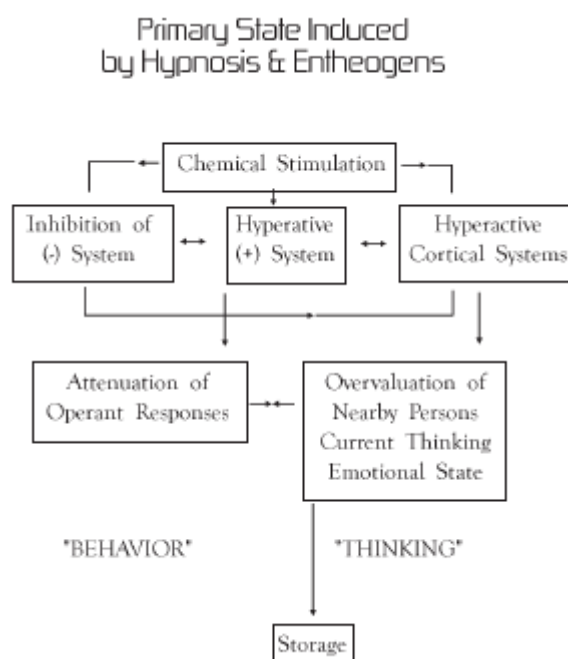 Primary State Induced
by Hypnosis & Entheogens
Chemical Stimulation
Inhibition of
(-) System
Hyperative
(+) System
Hyperactive
Cortical Systems
Attenuation of
Operant Responses
Overvaluation of
Nearby Persons
Current Thinking
Emotional State
"BEHAVIOR"
"THINKING"
Storage